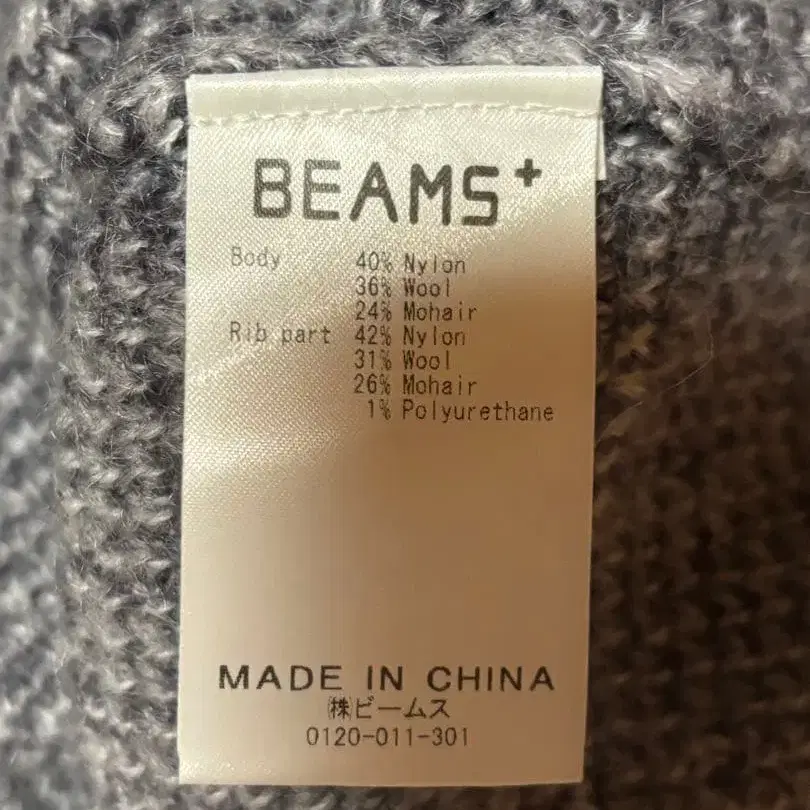 BEAMS+
Body 40% Nylon
36% Wool
24% Mohair
Rib part 42% Nylon
31% Wool
26% Mohair
1% Polyurethane
MADE IN CHINA
㈱ビームス
0120-011-301